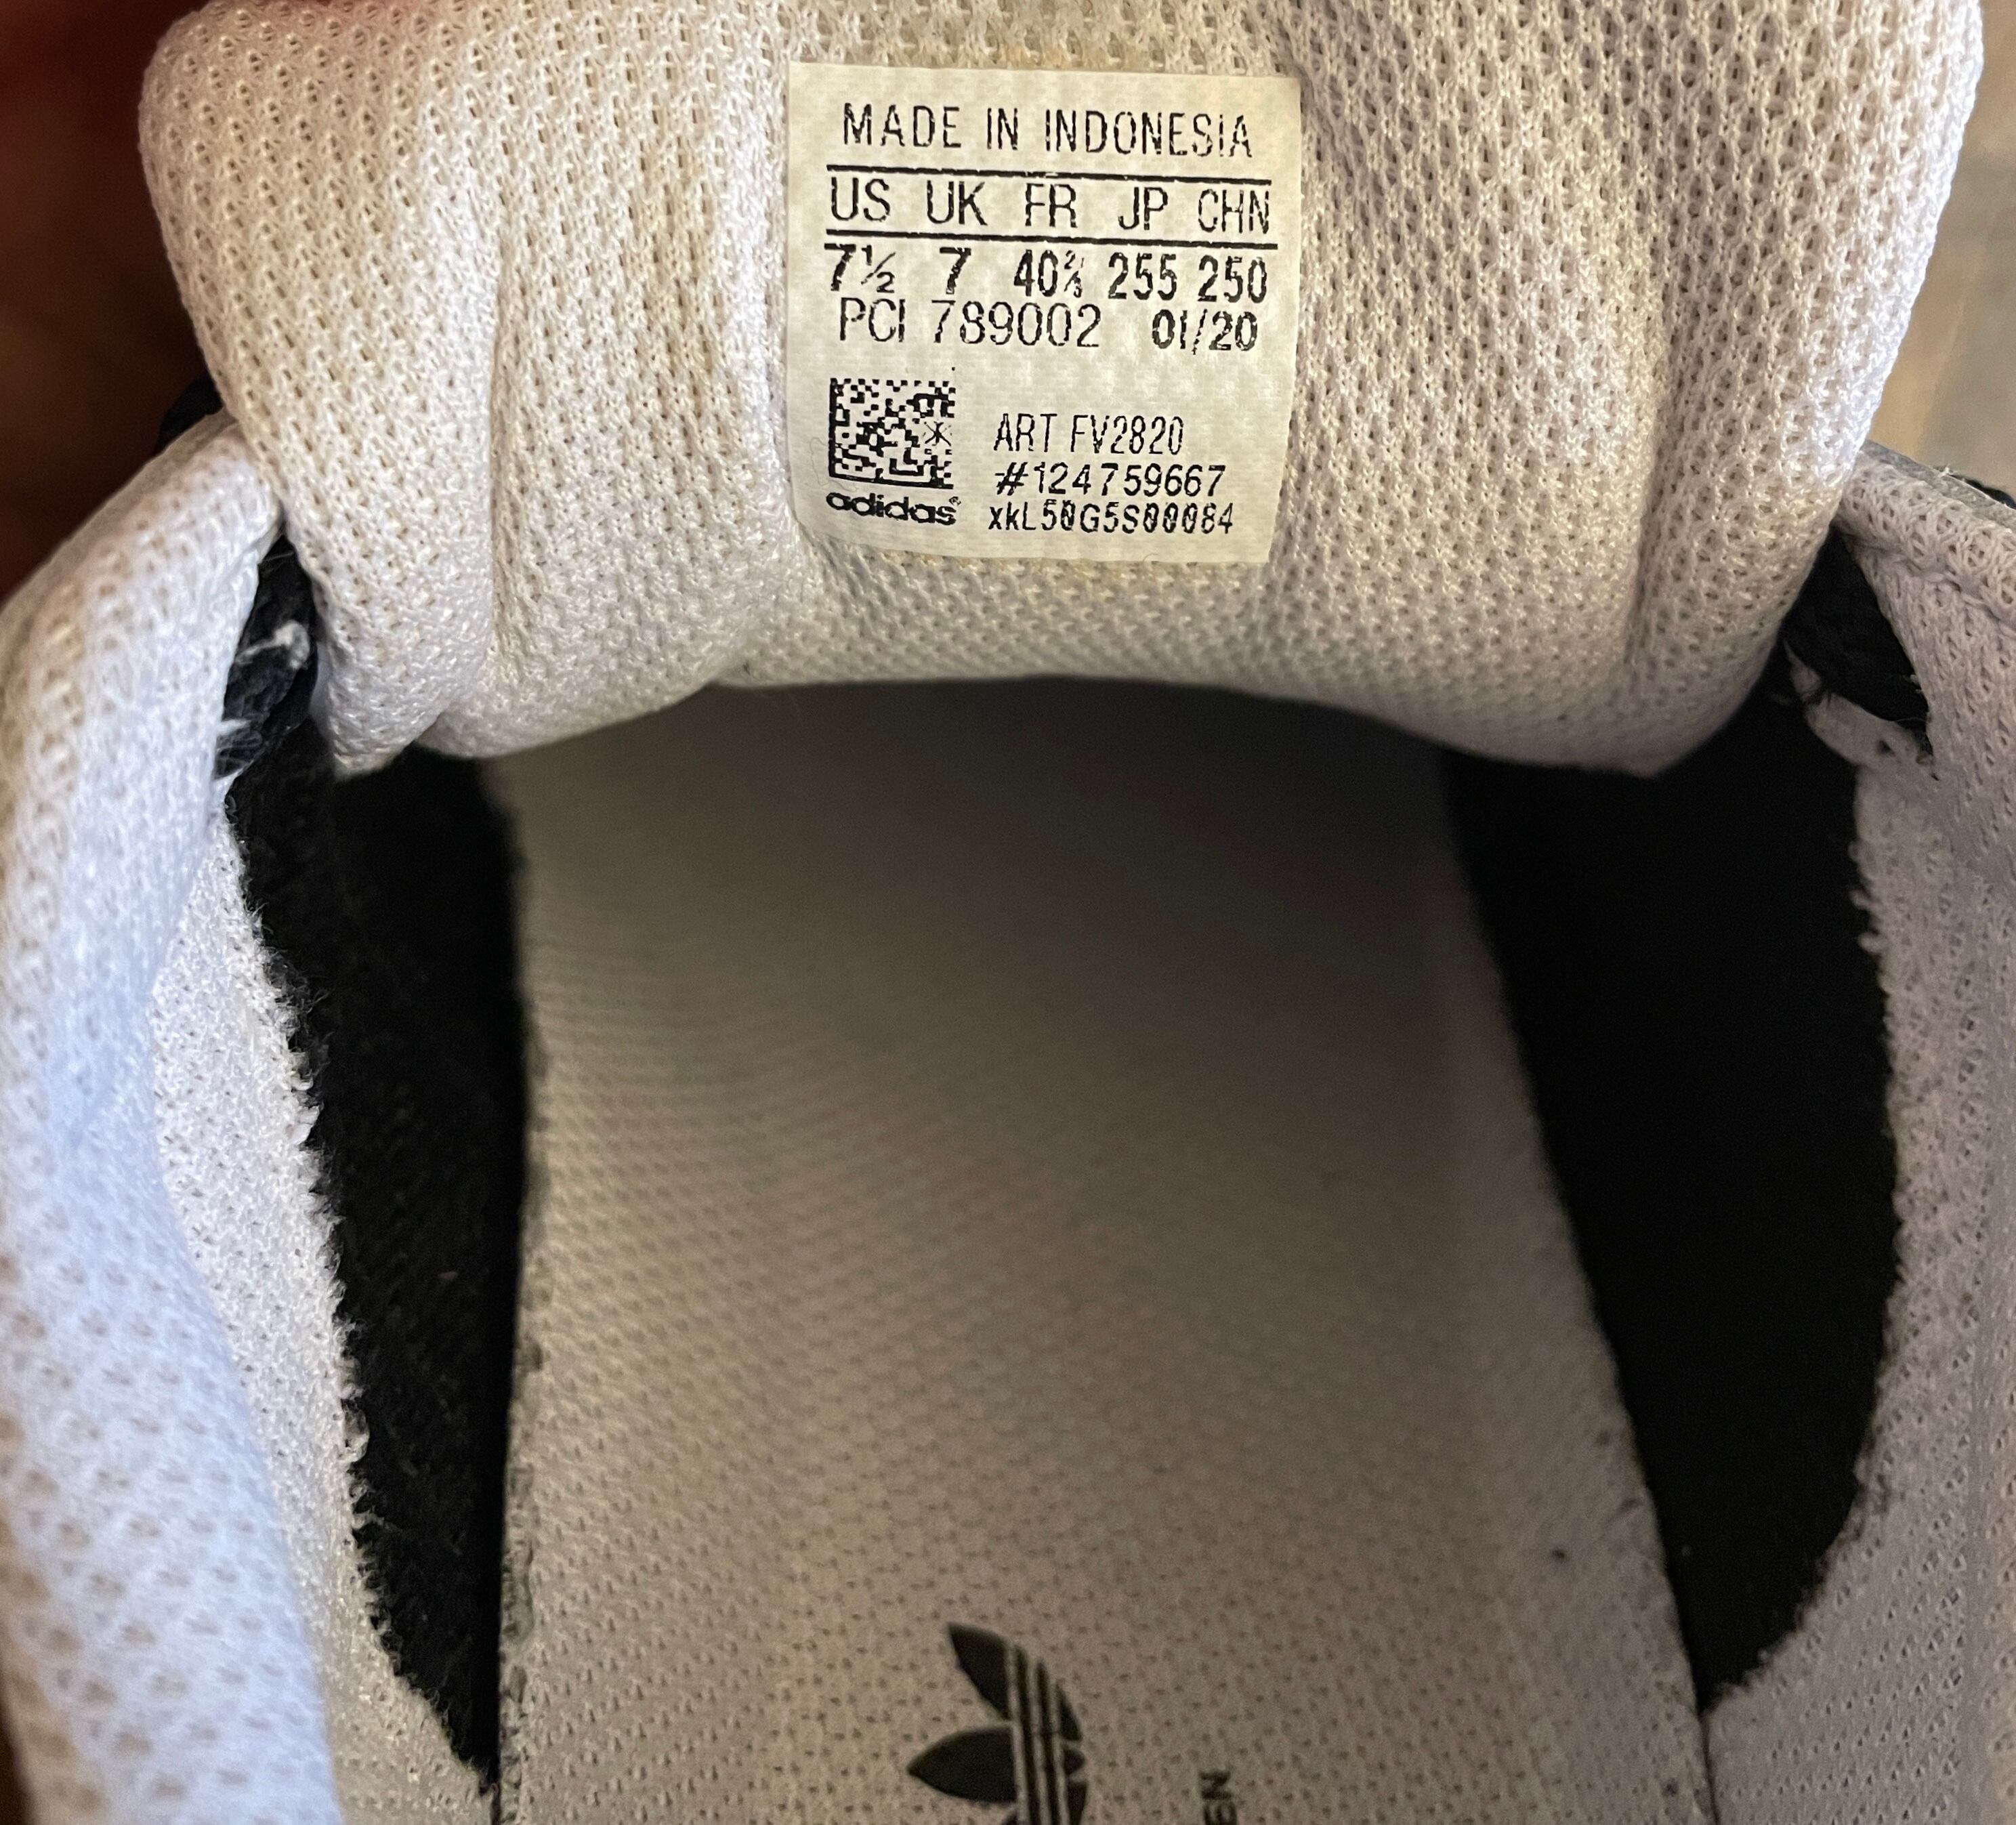 MADE IN INDONESIA
US UK FR JP CHN
7½ 7 40⅔ 255 250
PCI 789002 01/20
ART FV2820
#124759667
adidas® xkL50G5S00084
EN